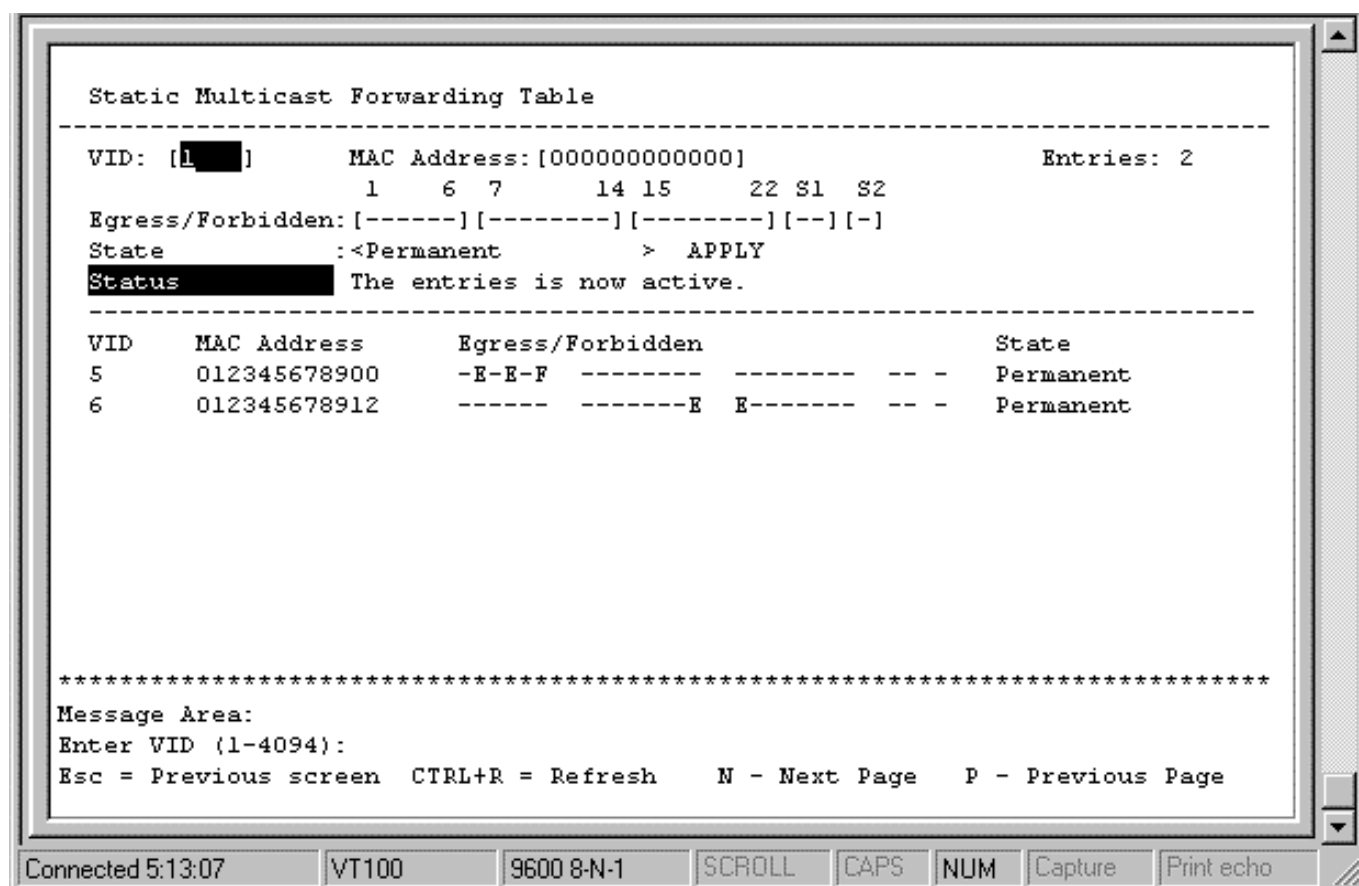 Static Multicast Forwarding Table
--------------------------------------------------------------------------------
VID: [1    ]      MAC Address:[000000000000]                   Entries: 2
1    6 7      14 15     22 S1  S2
Egress/Forbidden:[------][--------][--------][--][-]
State           :<Permanent         >  APPLY
Status           The entries is now active.
----------------------------------------------------------------------------
VID    MAC Address      Egress/Forbidden                   State
5      012345678900     -E-E-F  --------  --------  -- -   Permanent
6      012345678912     ------  -------E  E-------  -- -   Permanent
*******************************************************************************
Message Area:
Enter VID (1-4094):
Esc = Previous screen  CTRL+R = Refresh    N - Next Page   P - Previous Page
Connected 5:13:07 VT100 9600 8-N-1 SCROLL CAPS NUM Capture Print echo